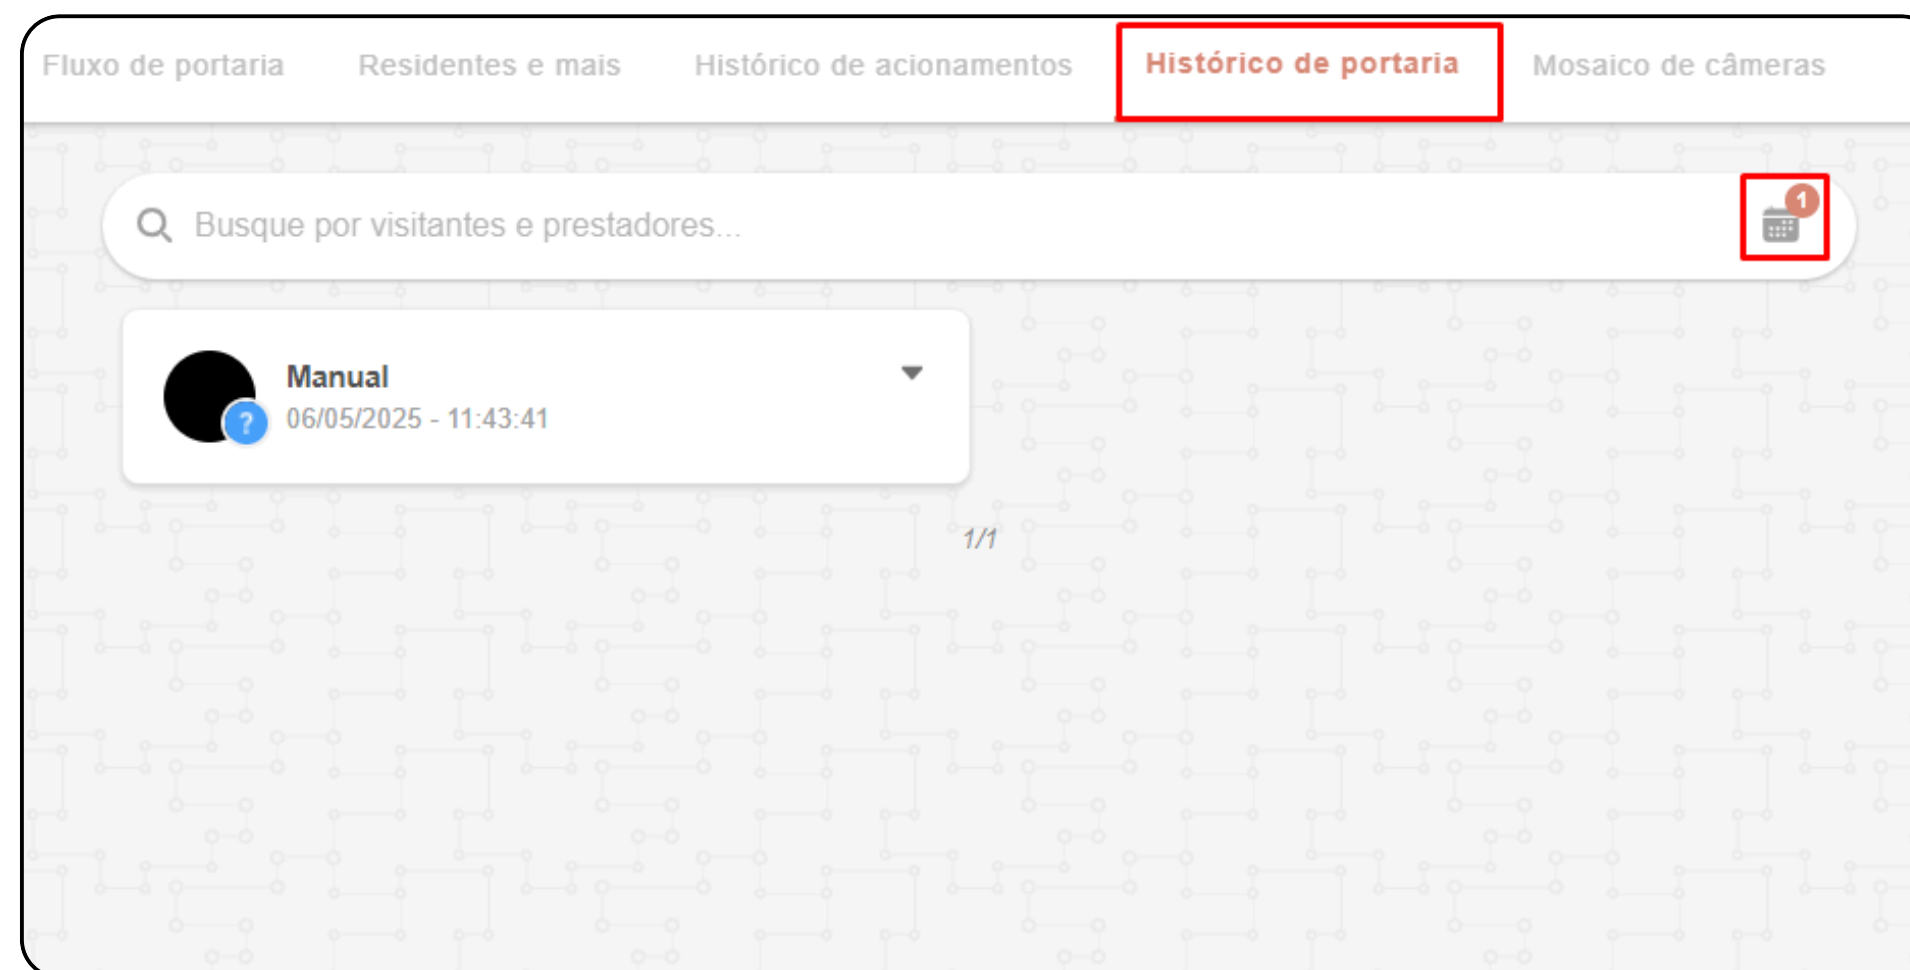 Fluxo de portaria
Residentes e mais
Histórico de acionamentos
Histórico de portaria
Mosaico de câmeras
Busque por visitantes e prestadores...
1
Manual
?
06/05/2025 - 11:43:41
1/1